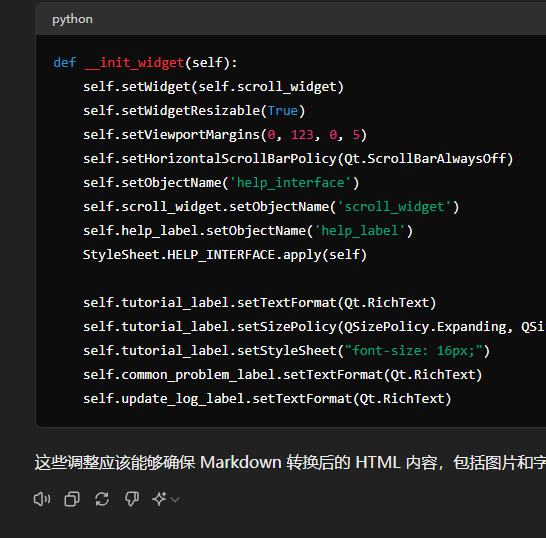 python
def __init_widget(self):
self.setWidget(self.scroll_widget)
self.setWidgetResizable(True)
self.setViewportMargins(0, 123, 0, 5)
self.setHorizontalScrollBarPolicy(Qt.ScrollBarAlwaysOff)
self.setObjectName('help_interface')
self.scroll_widget.setObjectName('scroll_widget')
self.help_label.setObjectName('help_label')
StyleSheet.HELP_INTERFACE.apply(self)
self.tutorial_label.setTextFormat(Qt.RichText)
self.tutorial_label.setSizePolicy(QSizePolicy.Expanding, QSi
self.tutorial_label.setStyleSheet("font-size: 16px;")
self.common_problem_label.setTextFormat(Qt.RichText)
self.update_log_label.setTextFormat(Qt.RichText)
这些调整应该能够确保 Markdown 转换后的 HTML 内容，包括图片和字